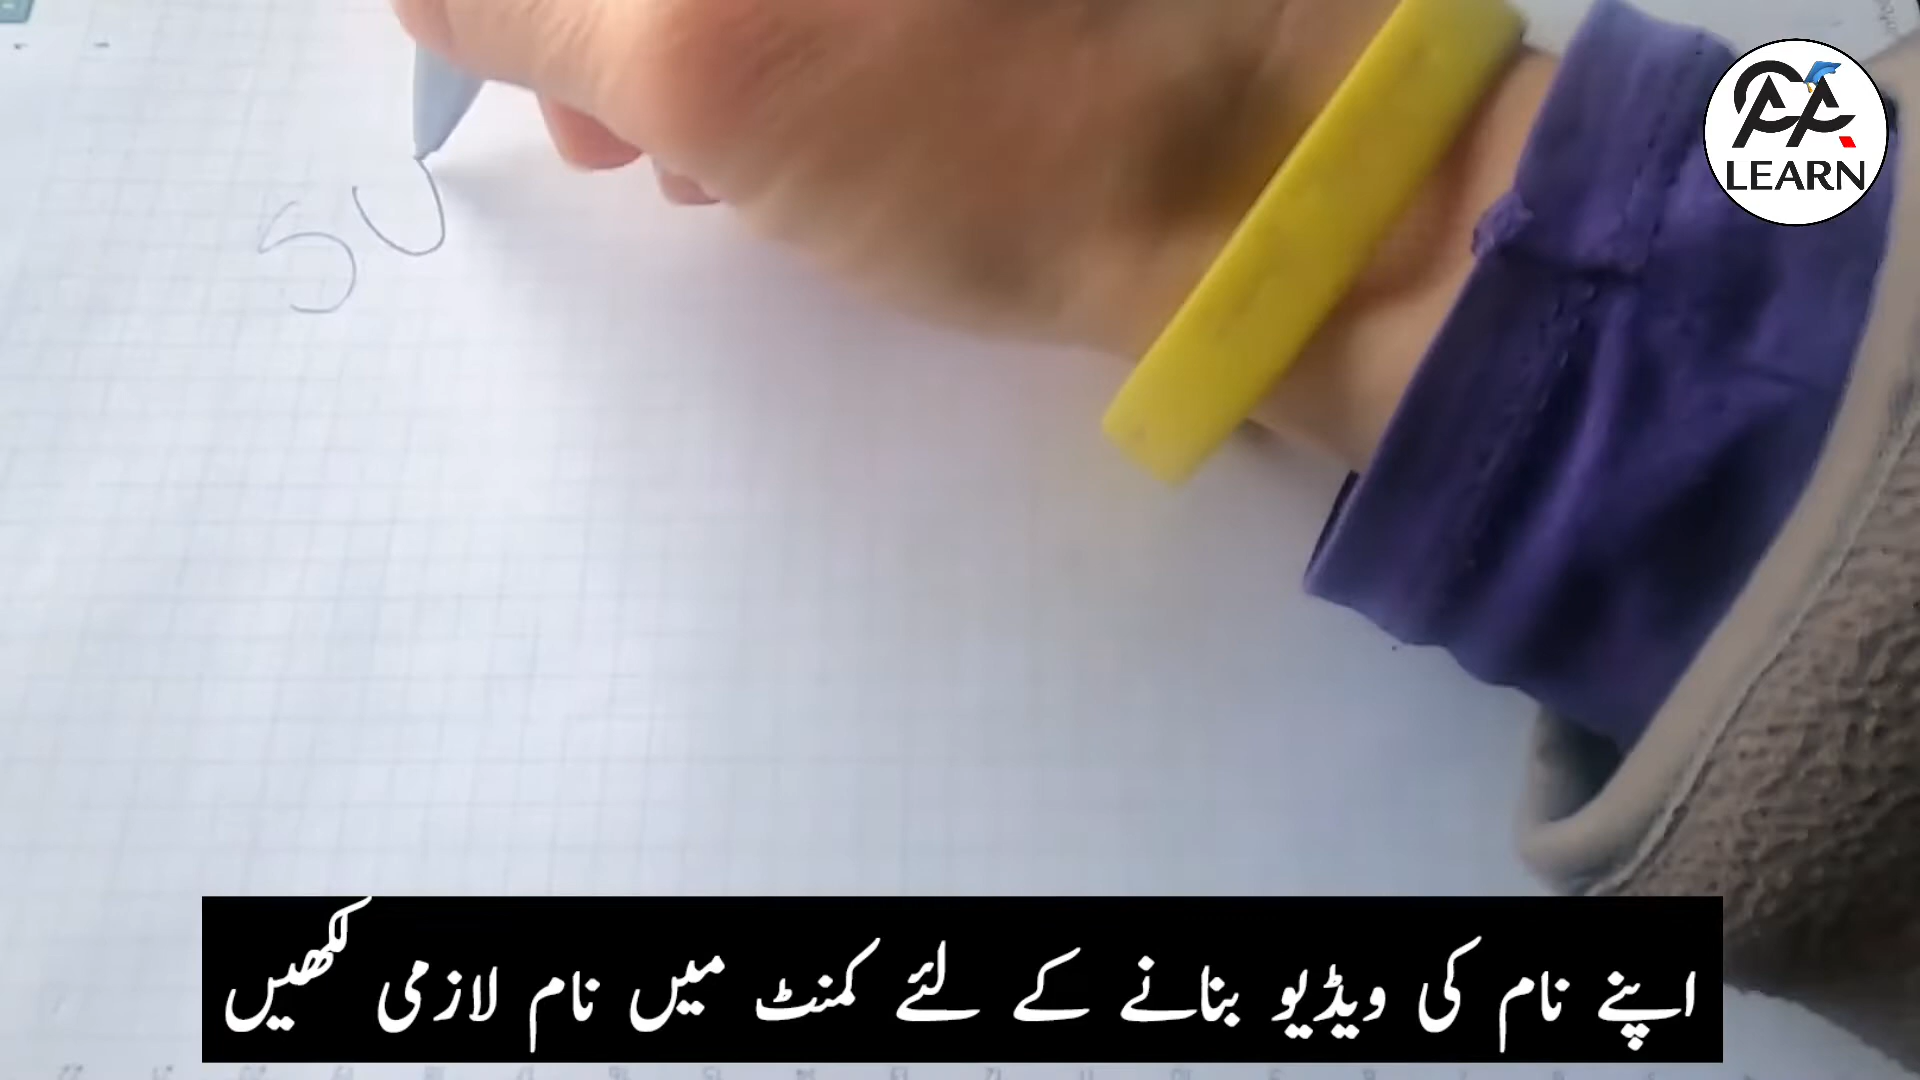 SU
LEARN
اپنے نام کی ویڈیو بنانے کے لئے کمنٹ میں نام لازمی لکھیں